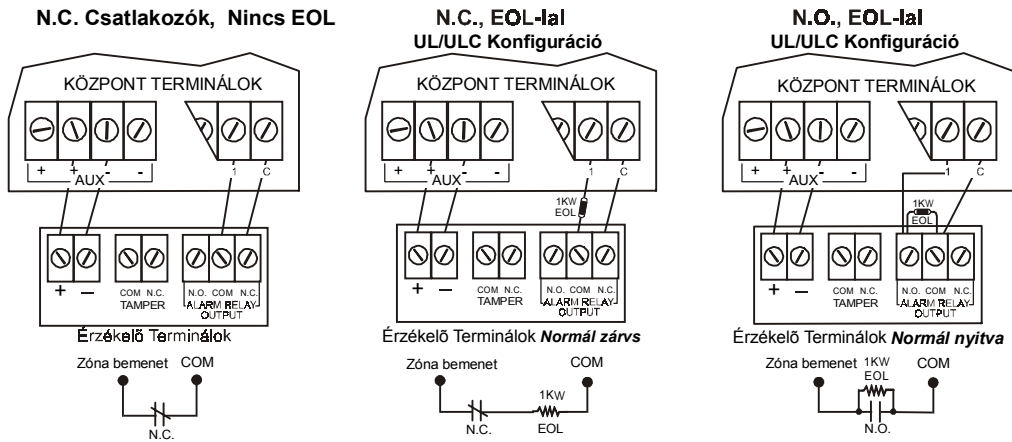 N.C. Csatlakozók, Nincs EOL
KÖZPONT TERMINÁLOK
+ + - -
AUX
1 C
+ —
COM N.C.
TAMPER
N.O. COM N.C.
ALARM RELAY
OUTPUT
Érzékelő Terminálok
Zóna bemenet COM
N.C.
N.C., EOL-lal
UL/ULC Konfiguráció
KÖZPONT TERMINÁLOK
+ + - -
AUX
1 C
1KW
EOL
+ —
COM N.C.
TAMPER
N.O. COM N.C.
ALARM RELAY
OUTPUT
Érzékelő Terminálok Normál zárvs
Zóna bemenet COM
1KW
N.C. EOL
N.O., EOL-lal
UL/ULC Konfiguráció
KÖZPONT TERMINÁLOK
+ + - -
AUX
1 C
1KW
EOL
+ —
COM N.C.
TAMPER
N.O. COM N.C.
ALARM RELAY
OUTPUT
Érzékelő Terminálok Normál nyitva
Zóna bemenet 1KW COM
EOL
N.O.